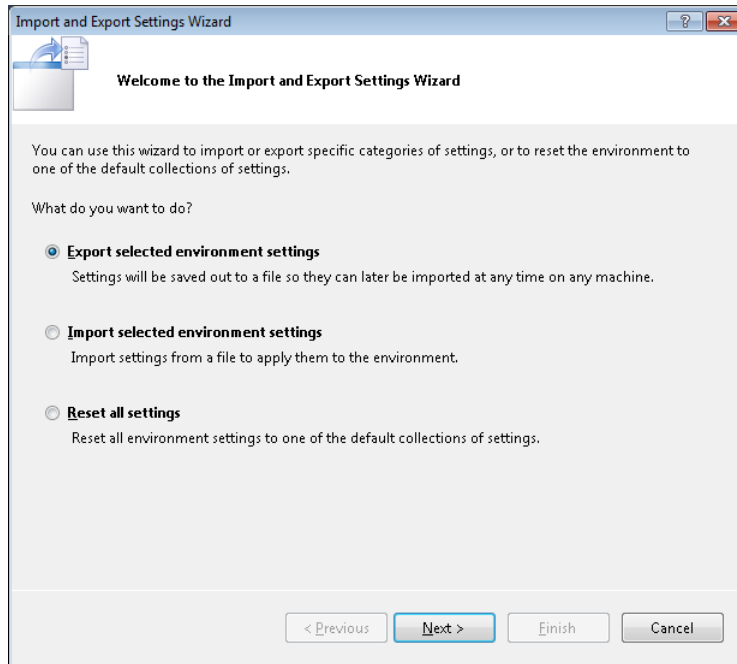 Import and Export Settings Wizard
?
Welcome to the Import and Export Settings Wizard
You can use this wizard to import or export specific categories of settings, or to reset the environment to
one of the default collections of settings.
What do you want to do?
Export selected environment settings
Settings will be saved out to a file so they can later be imported at any time on any machine.
Import selected environment settings
Import settings from a file to apply them to the environment.
Reset all settings
Reset all environment settings to one of the default collections of settings.
< Previous Next > Finish Cancel